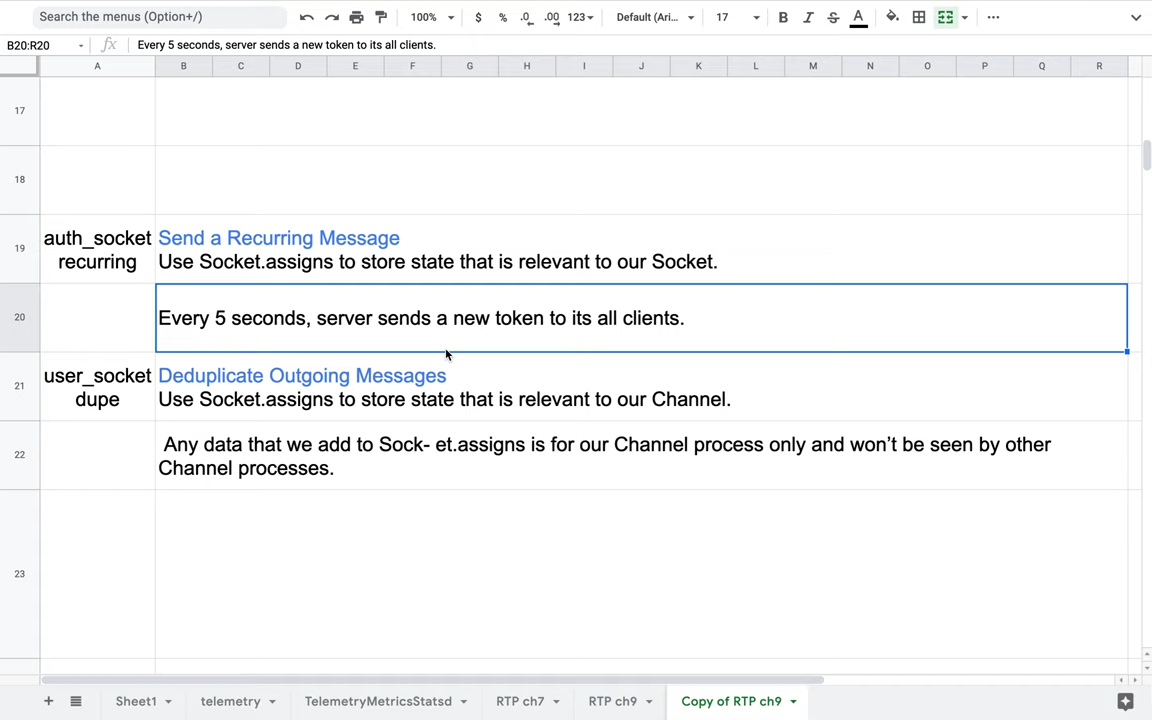 Search the menus (Option+/)
100%
$
%
.0
.00
123
Default (Ari...
17
B
I
S
A
B20:R20
fx
Every 5 seconds, server sends a new token to its all clients.
A B C D E F G H I J K L M N O P Q R
17
18
19
auth_socket
recurring
Send a Recurring Message
Use Socket.assigns to store state that is relevant to our Socket.
20
Every 5 seconds, server sends a new token to its all clients.
21
user_socket
dupe
Deduplicate Outgoing Messages
Use Socket.assigns to store state that is relevant to our Channel.
22
Any data that we add to Sock- et.assigns is for our Channel process only and won't be seen by other
Channel processes.
23
Sheet1
telemetry
TelemetryMetricsStatsd
RTP ch7
RTP ch9
Copy of RTP ch9